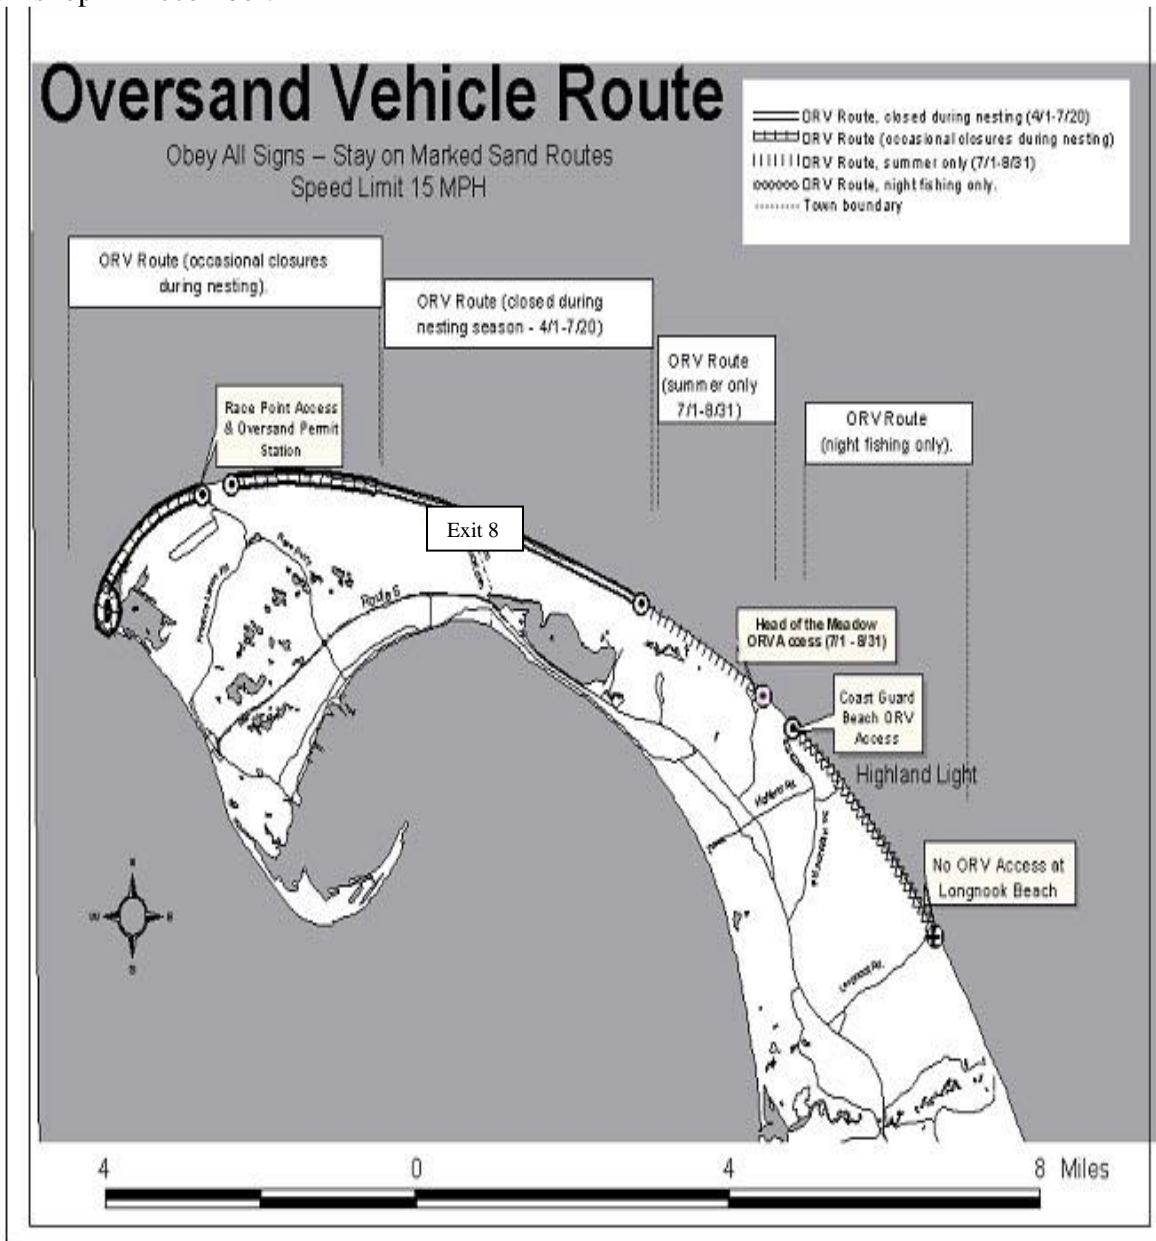 Oversand Vehicle Route
Obey All Signs – Stay on Marked Sand Routes
Speed Limit 15 MPH
ORV Route, closed during nesting (4/1-7/20)
ORV Route (occasional closures during nesting)
ORV Route, summer only (7/1-8/31)
ORV Route, night fishing only.
Town boundary
ORV Route (occasional closures
during nesting).
ORV Route (closed during
nesting season - 4/1-7/20)
ORV Route
(summer only
7/1-8/31)
ORV Route
(night fishing only).
Race Point Access
& Oversand Permit
Station
Exit 8
Route 6
Head of the Meadow
ORV Access (7/1 - 8/31)
Coast Guard
Beach ORV
Access
Highland Light
Highland Rd.
No ORV Access at
Longnook Beach
Longnook Rd.
N
W
E
S
4 0 4 8 Miles